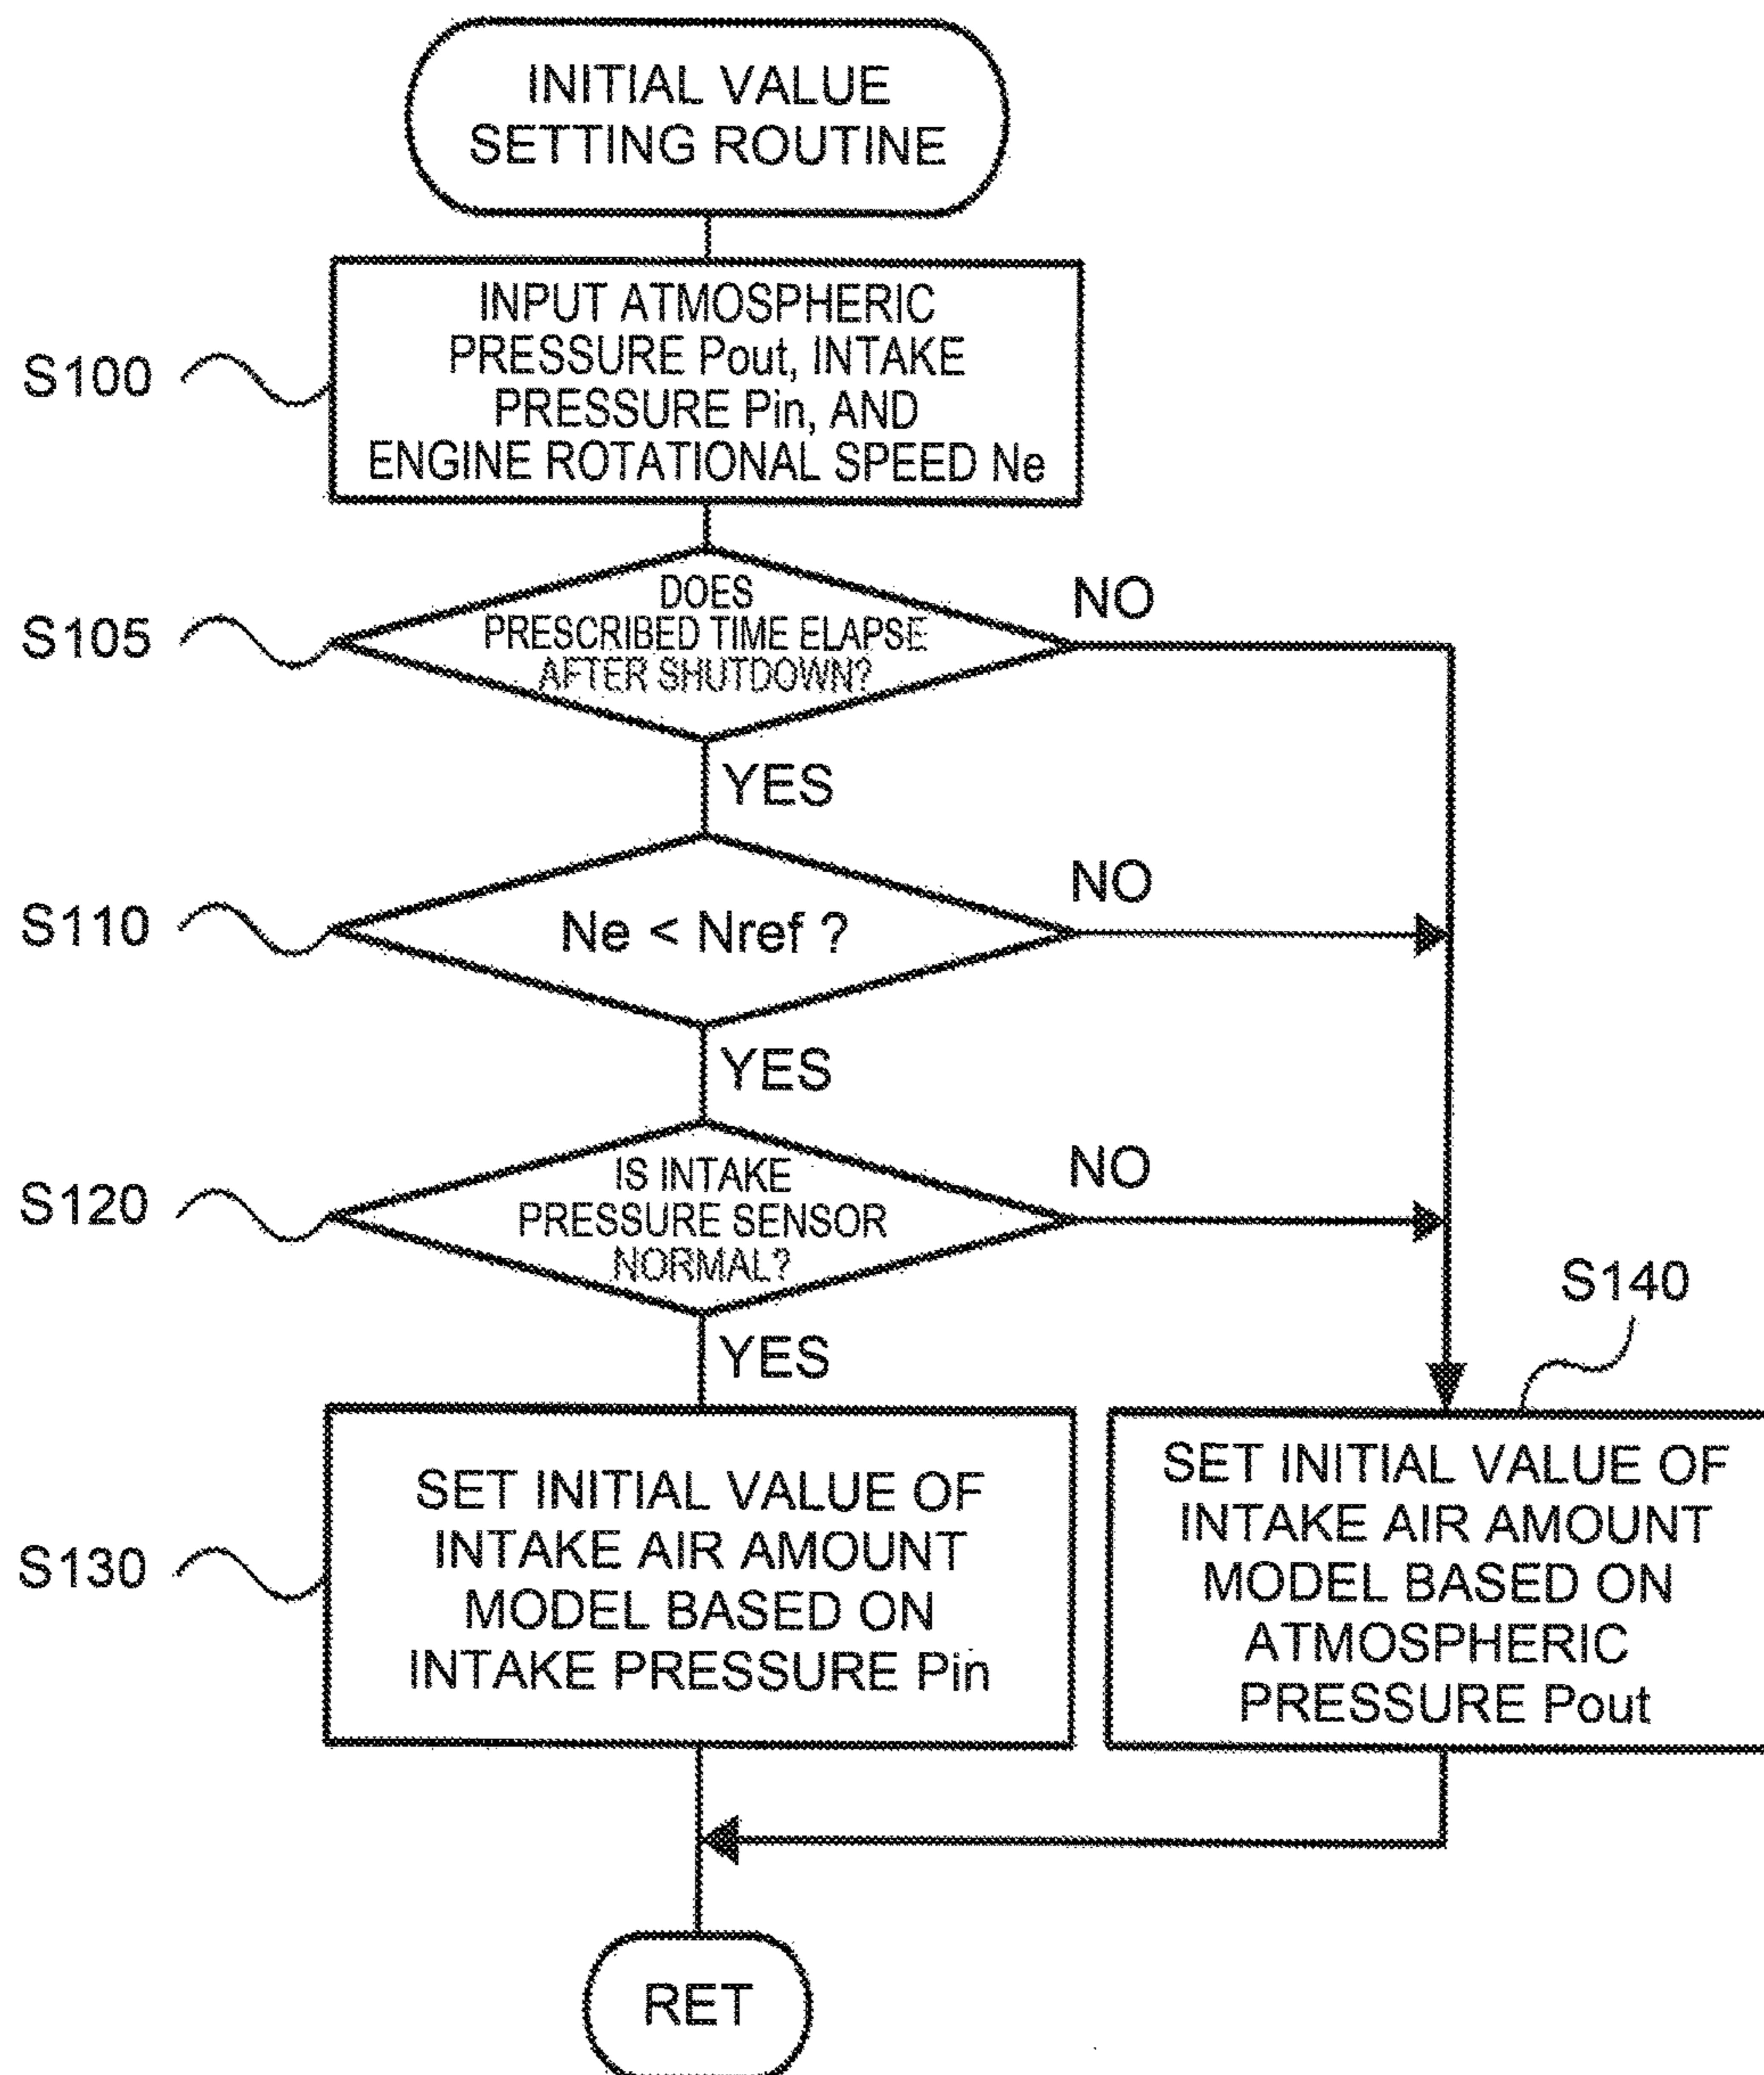 INITIAL VALUE
SETTING ROUTINE
S100
INPUT ATMOSPHERIC
PRESSURE Pout, INTAKE
PRESSURE Pin, AND
ENGINE ROTATIONAL SPEED Ne
S105
DOES
PRESCRIBED TIME ELAPSE
AFTER SHUTDOWN?
NO
YES
S110
Ne < Nref ?
NO
YES
S120
IS INTAKE
PRESSURE SENSOR
NORMAL?
NO
YES
S130
SET INITIAL VALUE OF
INTAKE AIR AMOUNT
MODEL BASED ON
INTAKE PRESSURE Pin
S140
SET INITIAL VALUE OF
INTAKE AIR AMOUNT
MODEL BASED ON
ATMOSPHERIC
PRESSURE Pout
RET